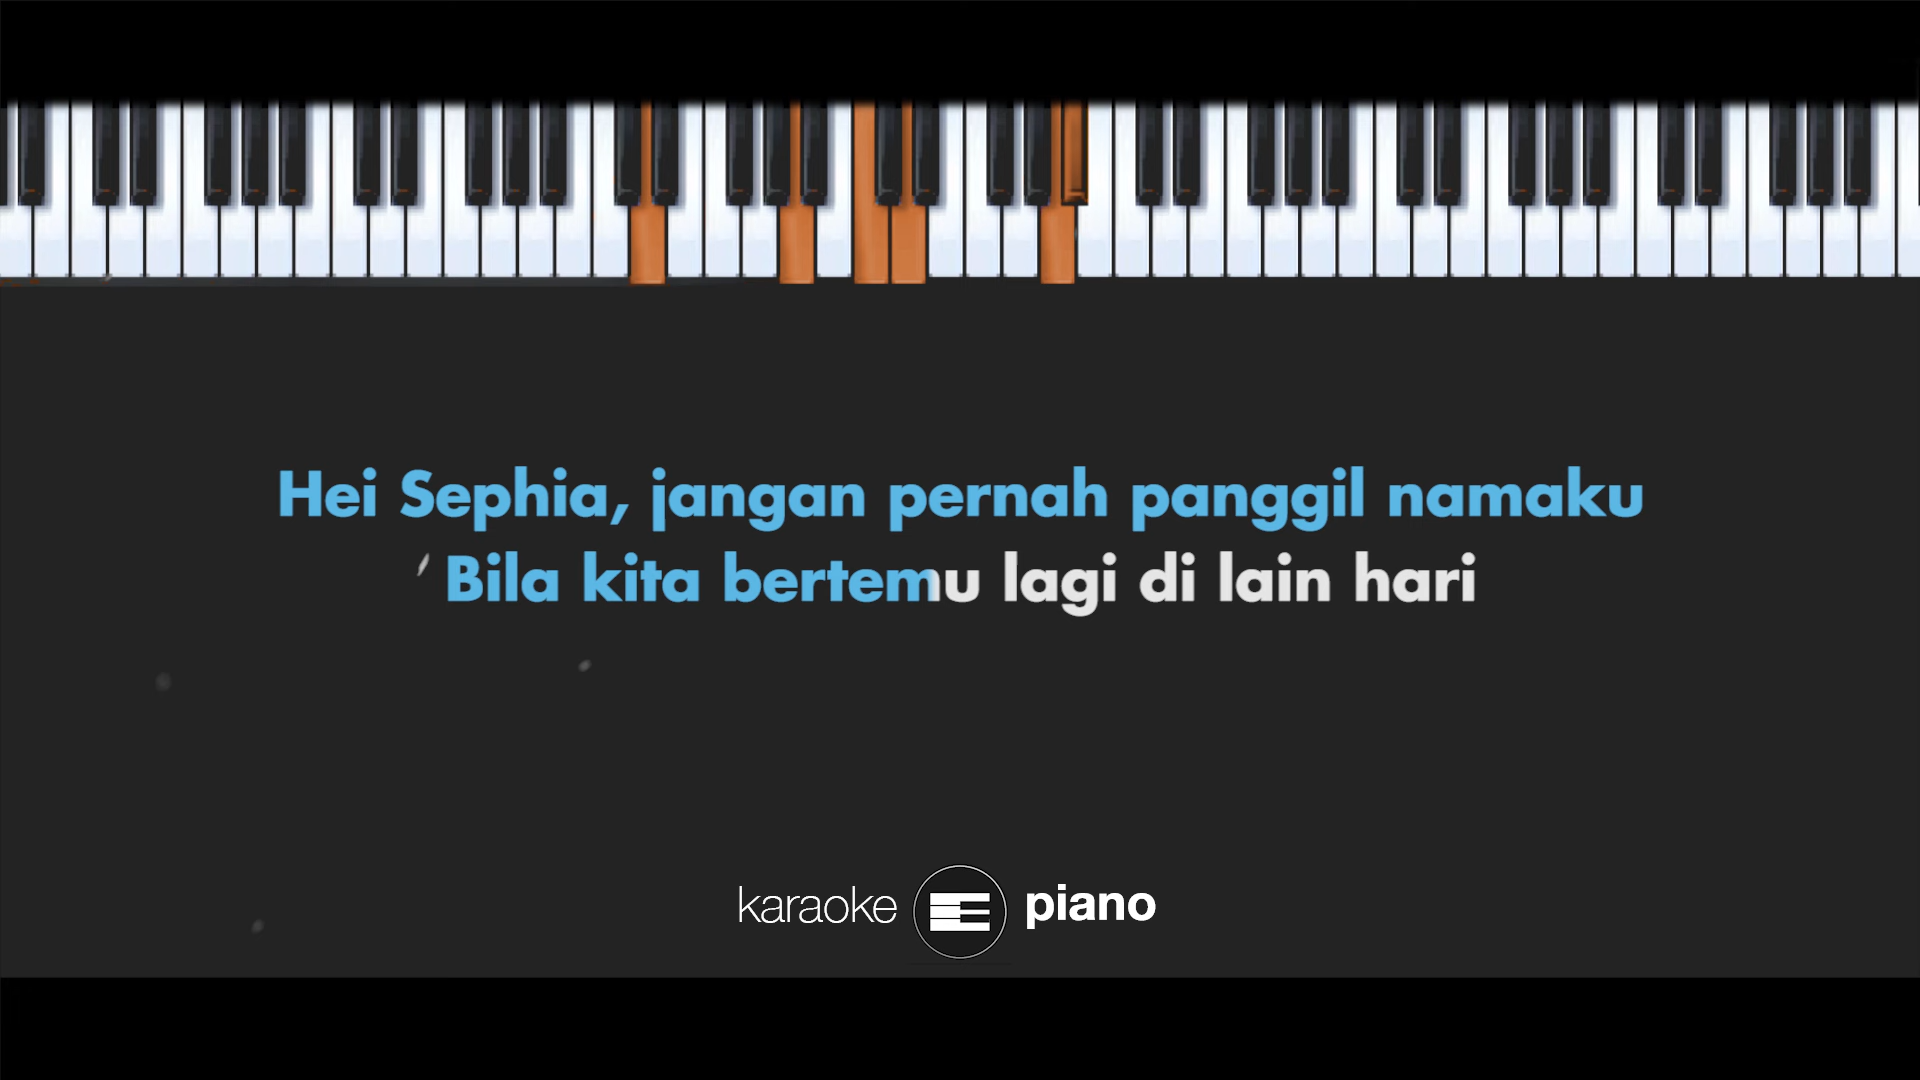 Hei Sephia, jangan pernah panggil namaku
Bila kita bertemu lagi di lain hari
karaoke piano